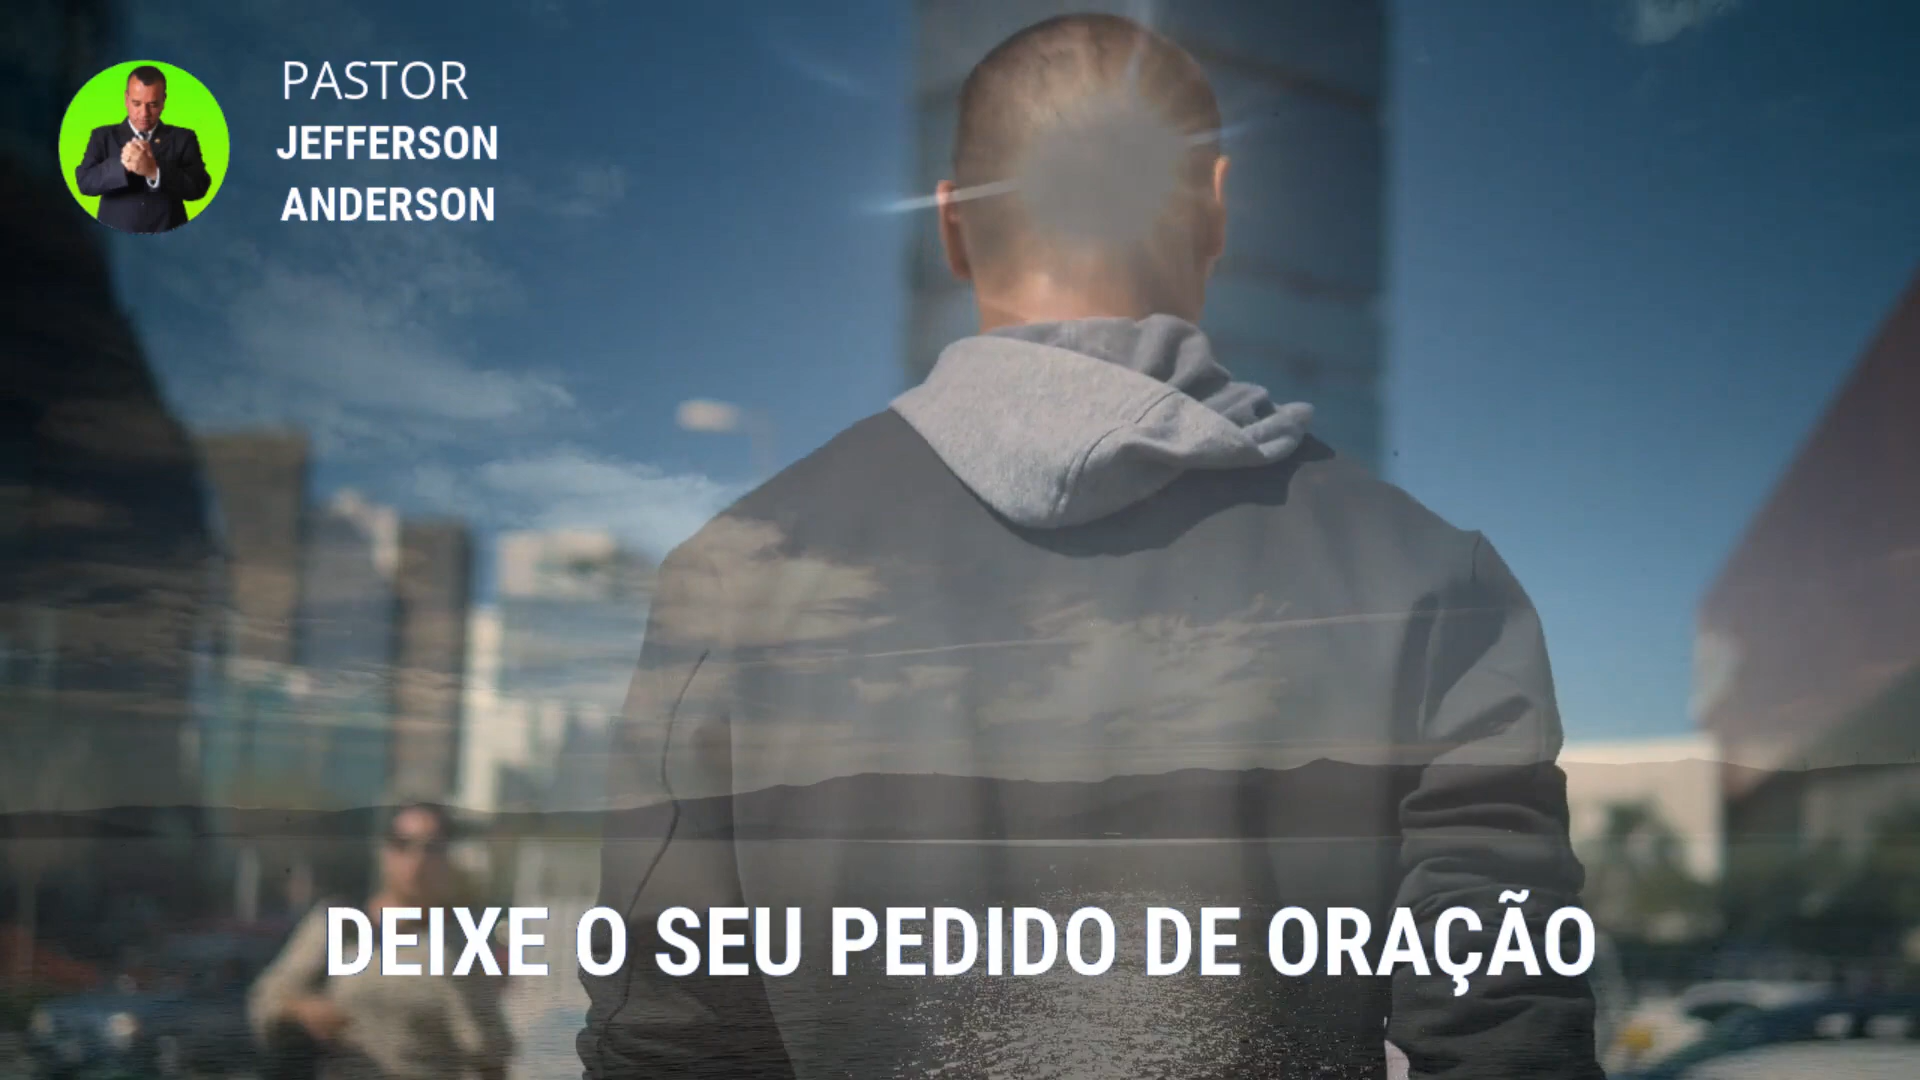 PASTOR
JEFFERSON
ANDERSON
DEIXE O SEU PEDIDO DE ORAÇÃO